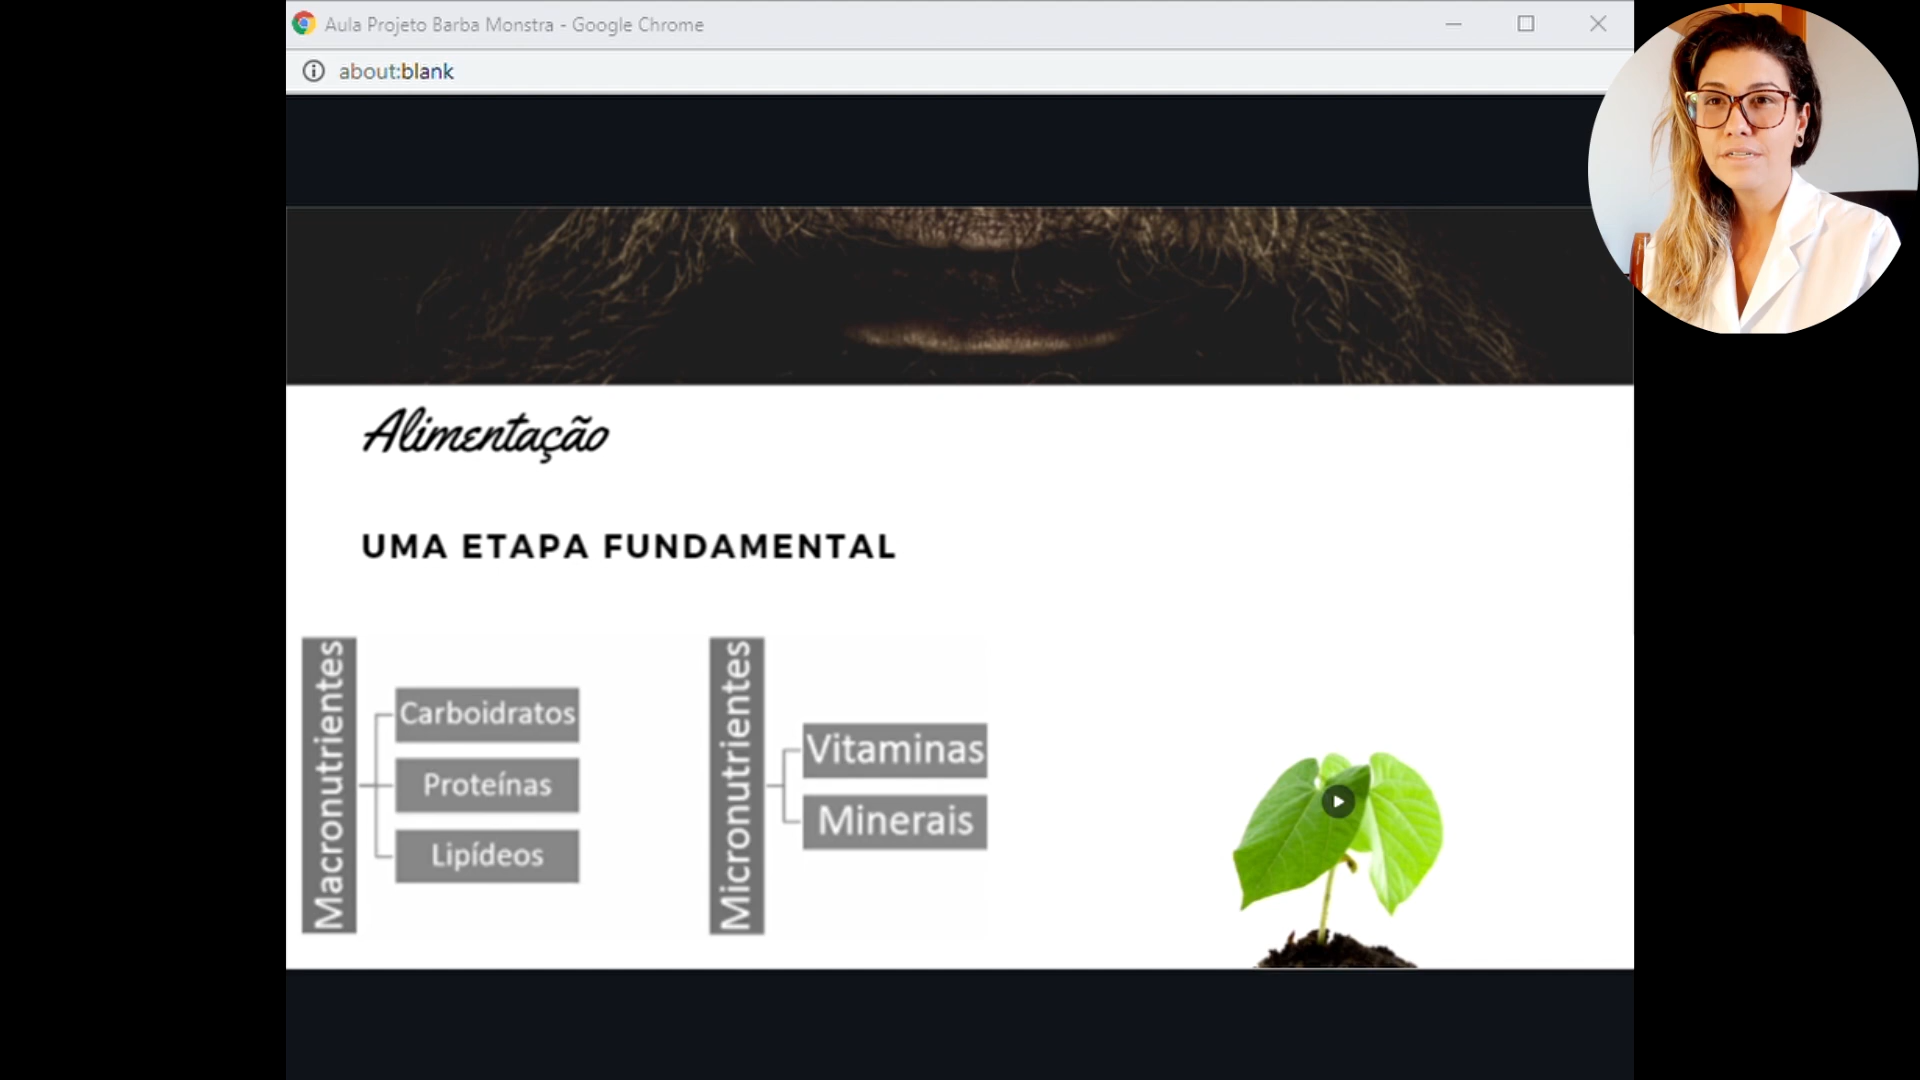 Aula Projeto Barba Monstra - Google Chrome
about:blank
Alimentação
UMA ETAPA FUNDAMENTAL
Macronutrientes
Carboidratos
Proteínas
Lipídeos
Micronutrientes
Vitaminas
Minerais